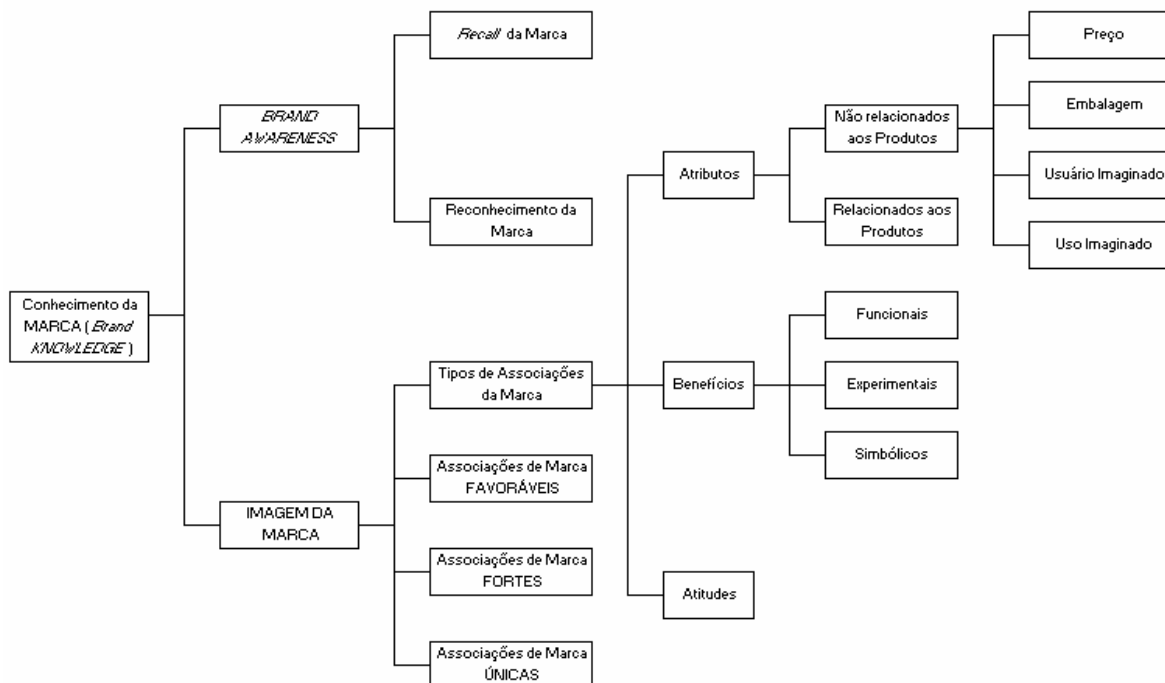 Recall da Marca
Preço
BRAND
AWARENESS
Não relacionados
aos Produtos
Embalagem
Atributos
Usuário Imaginado
Reconhecimento da
Marca
Relacionados aos
Produtos
Uso Imaginado
Conhecimento da
MARCA ( Brand
KNOWLEDGE )
Funcionais
Tipos de Associações
da Marca
Benefícios
Experimentais
Simbólicos
Associações de Marca
FAVORÁVEIS
IMAGEM DA
MARCA
Associações de Marca
FORTES
Atitudes
Associações de Marca
ÚNICAS